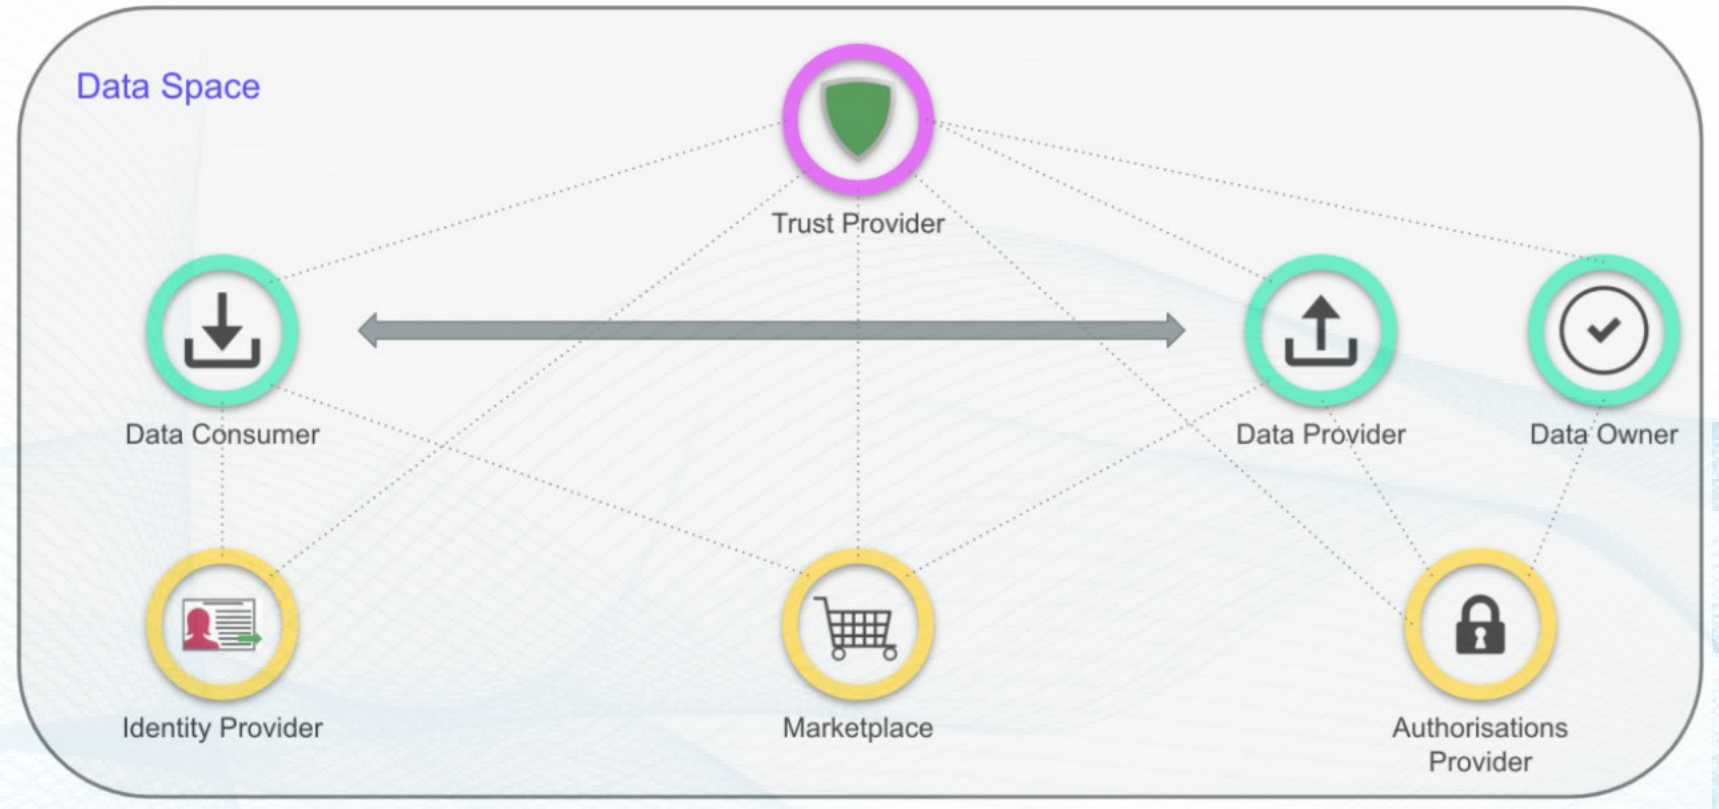 Data Space
Trust Provider
Data Consumer
Data Provider
Data Owner
Identity Provider
Marketplace
Authorisations
Provider